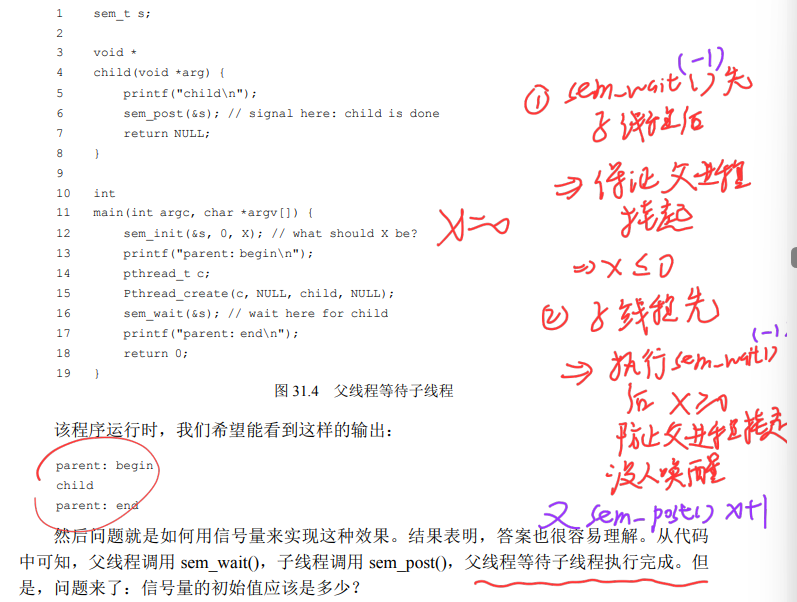 1 sem_t s;
2
3 void *
4 child(void *arg) {
5 printf("child\n");
6 sem_post(&s); // signal here: child is done
7 return NULL;
8 }
9
10 int
11 main(int argc, char *argv[]) {
12 sem_init(&s, 0, X); // what should X be?
13 printf("parent: begin\n");
14 pthread_t c;
15 Pthread_create(c, NULL, child, NULL);
16 sem_wait(&s); // wait here for child
17 printf("parent: end\n");
18 return 0;
19 }
图 31.4 父线程等待子线程
该程序运行时，我们希望能看到这样的输出：
parent: begin
child
parent: end
然后问题就是如何用信号量来实现这种效果。结果表明，答案也很容易理解。从代码
中可知，父线程调用 sem_wait()，子线程调用 sem_post()，父线程等待子线程执行完成。但
是，问题来了：信号量的初始值应该是多少？
X=0
(-1)
① sem_wait()先
子线程后
⇒ 保证父进程
挂起
⇒ X ≤ 0
② 子线程先
(-1)
⇒ 执行sem_wait()
后 X≥0
防止父进程挂起
没人唤醒
又 sem_post() X+1